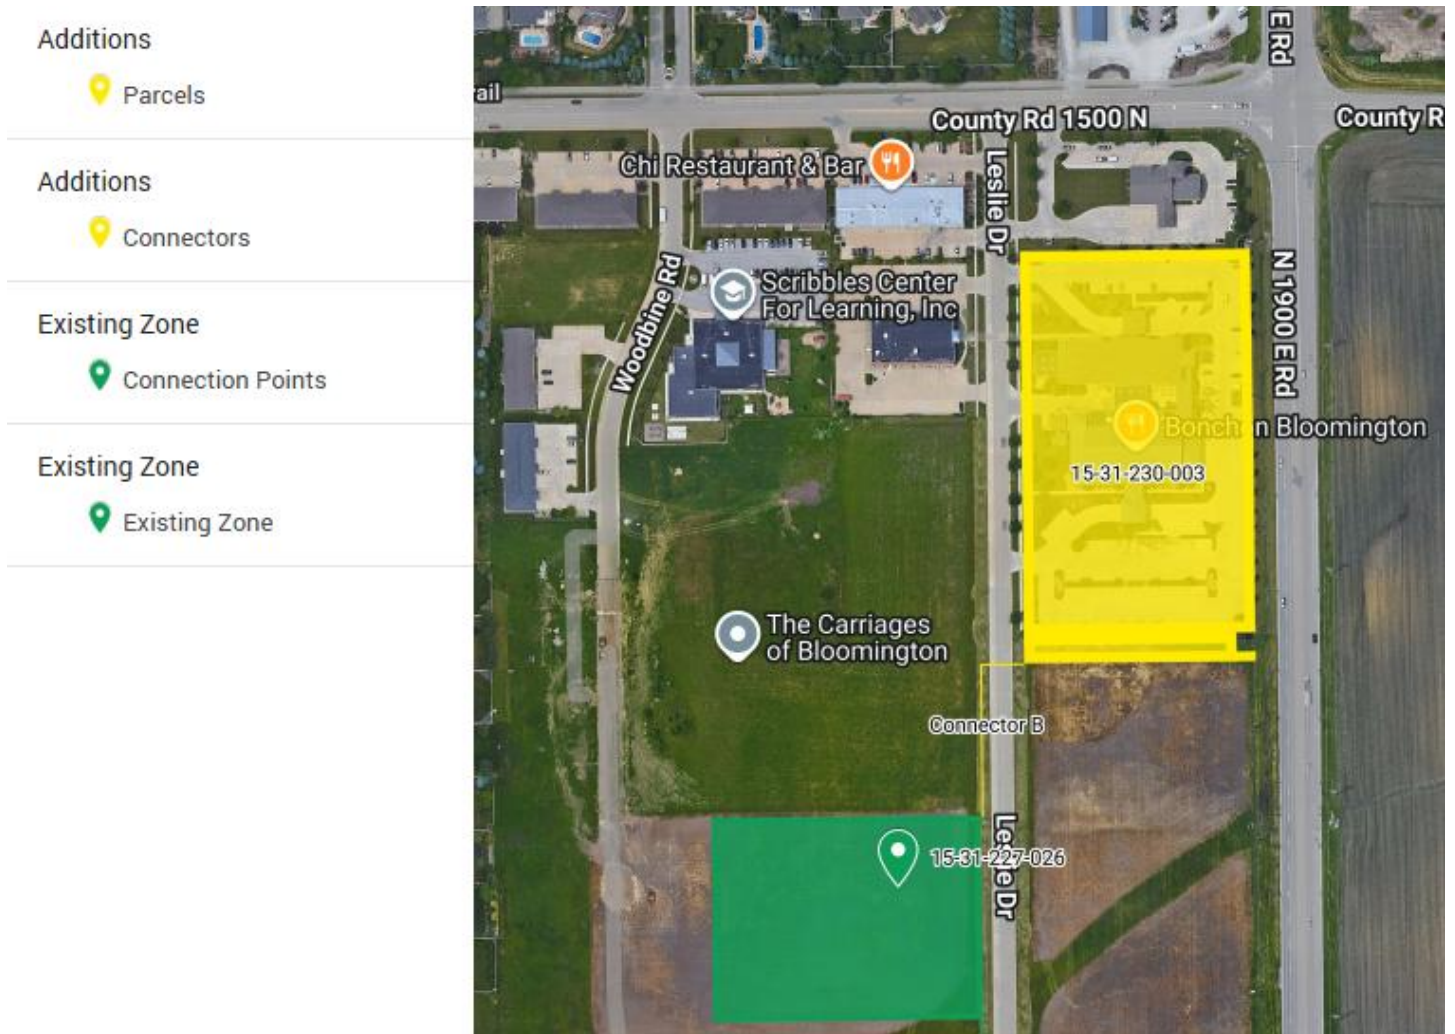 Additions
Parcels
Additions
Connectors
Existing Zone
Connection Points
Existing Zone
Existing Zone
ail
E Rd
County Rd 1500 N
County R
Chi Restaurant & Bar
Leslie Dr
Woodbine Rd
Scribbles Center
For Learning, Inc
N 1900 E Rd
Bonchon Bloomington
15-31-230-003
The Carriages
of Bloomington
Connector B
15-31-227-026
Leslie Dr